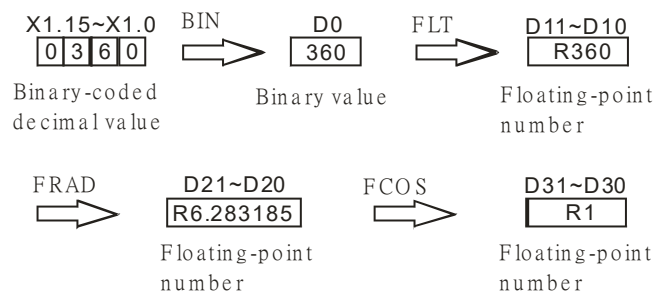 X1.15~X1.0 BIN D0 FLT D11~D10
0 3 6 0 360 R360
Binary-coded decimal value Binary value Floating-point number
FRAD D21~D20 FCOS D31~D30
R6.283185 R1
Floating-point number Floating-point number